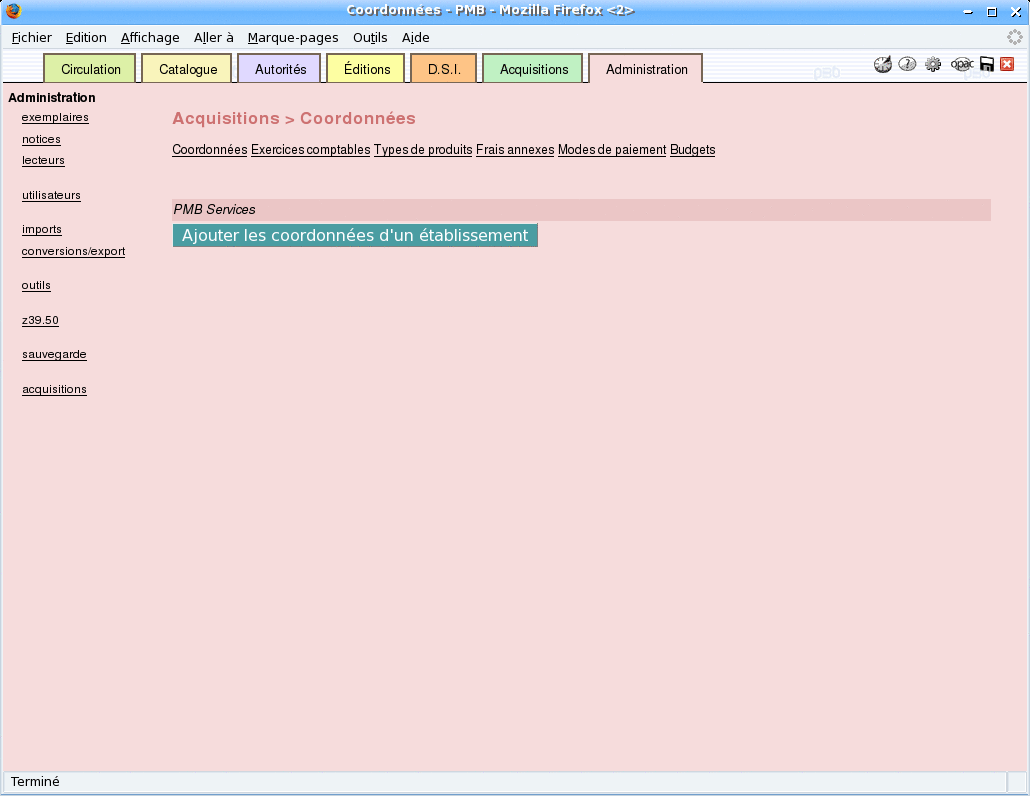 Coordonnées - PMB - Mozilla Firefox <2>
Fichier Edition Affichage Aller à Marque-pages Outils Aide
Circulation Catalogue Autorités Éditions D.S.I. Acquisitions Administration
pmb opac
Administration
exemplaires
notices
lecteurs
utilisateurs
imports
conversions/export
outils
z39.50
sauvegarde
acquisitions
Acquisitions > Coordonnées
Coordonnées Exercices comptables Types de produits Frais annexes Modes de paiement Budgets
PMB Services
Ajouter les coordonnées d'un établissement
Terminé